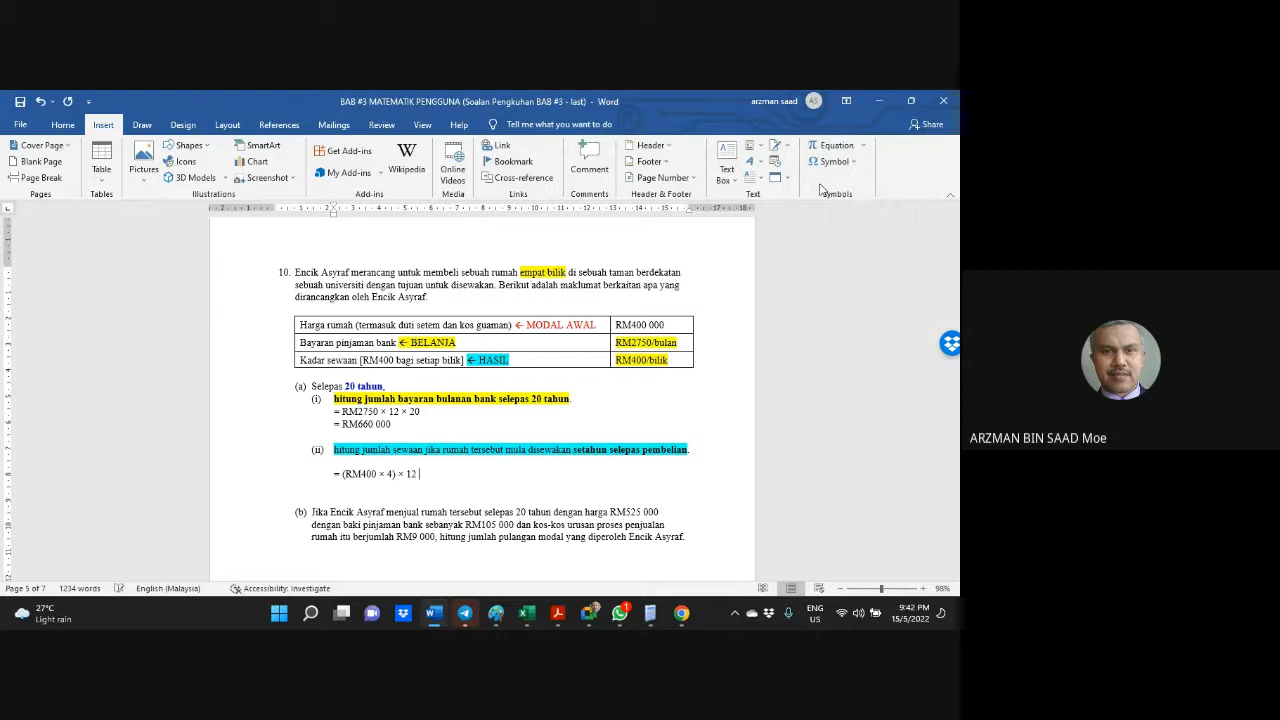 BAB #3 MATEMATIK PENGGUNA (Soalan Pengkuhan BAB #3 - last) - Word
arzman saad AS
File Home Insert Draw Design Layout References Mailings Review View Help Tell me what you want to do Share
Cover Page
Blank Page
Page Break
Pages
Table
Tables
Pictures
Shapes
Icons
3D Models
SmartArt
Chart
Screenshot
Illustrations
Get Add-ins
My Add-ins
W
Wikipedia
Add-ins
Online
Videos
Media
Link
Bookmark
Cross-reference
Links
Comment
Comments
Header
Footer
Page Number
Header & Footer
Text
Box
Text
π Equation
Ω Symbol
Symbols
10. Encik Asyraf merancang untuk membeli sebuah rumah empat bilik di sebuah taman berdekatan
sebuah universiti dengan tujuan untuk disewakan. Berikut adalah maklumat berkaitan apa yang
dirancangkan oleh Encik Asyraf.
Harga rumah (termasuk duti setem dan kos guaman) ← MODAL AWAL RM400 000
Bayaran pinjaman bank ← BELANJA RM2750/bulan
Kadar sewaan [RM400 bagi setiap bilik] ← HASIL RM400/bilik
(a) Selepas 20 tahun,
(i) hitung jumlah bayaran bulanan bank selepas 20 tahun.
= RM2750 × 12 × 20
= RM660 000
(ii) hitung jumlah sewaan jika rumah tersebut mula disewakan setahun selepas pembelian.
= (RM400 × 4) × 12
(b) Jika Encik Asyraf menjual rumah tersebut selepas 20 tahun dengan harga RM525 000
dengan baki pinjaman bank sebanyak RM105 000 dan kos-kos urusan proses penjualan
rumah itu berjumlah RM9 000, hitung jumlah pulangan modal yang diperoleh Encik Asyraf.
Page 5 of 7 1234 words English (Malaysia) Accessibility: Investigate 98%
27°C
Light rain
1
ENG
US
9:42 PM
15/5/2022
ARZMAN BIN SAAD Moe